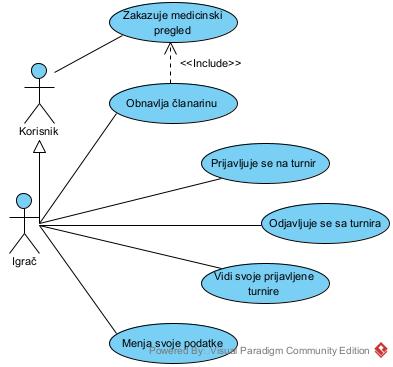 Zakazuje medicinski
pregled
<<Include>>
Korisnik
Obnavlja članarinu
Prijavljuje se na turnir
Odjavljuje se sa turnira
Igrač
Vidi svoje prijavljene
turnire
Menja svoje podatke
Powered By: Visual Paradigm Community Edition